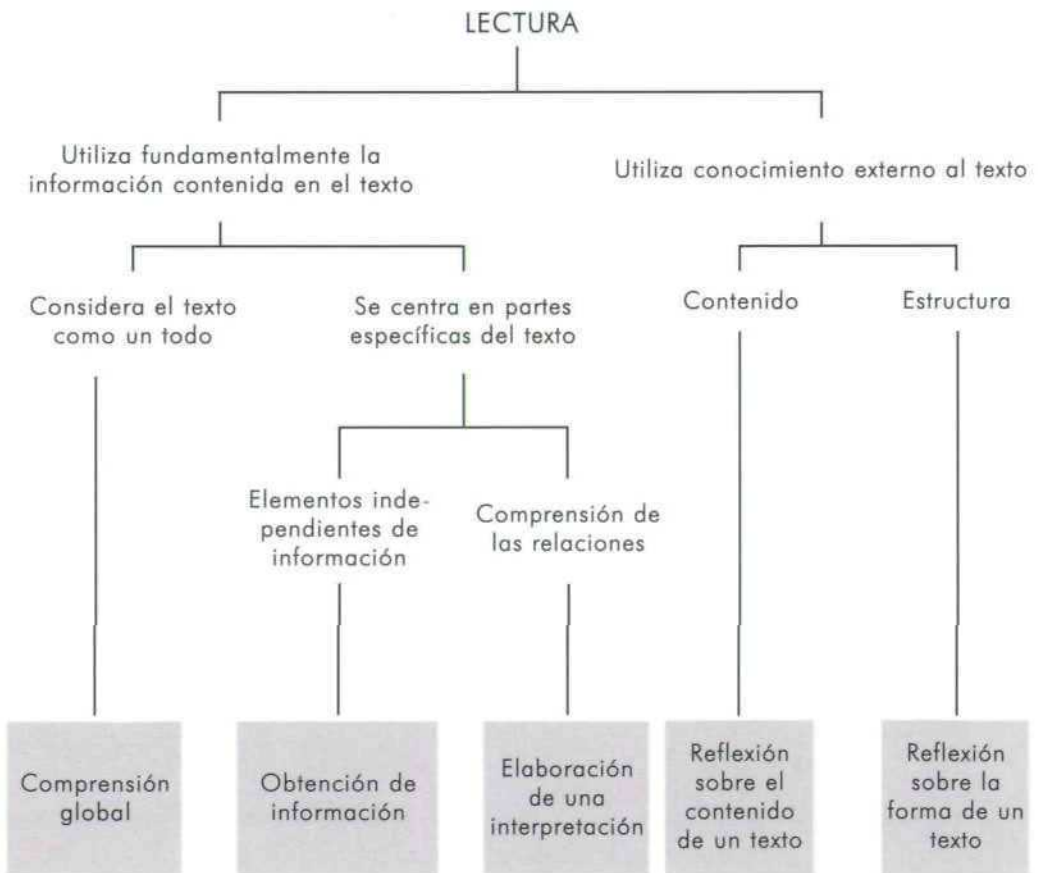 LECTURA
Utiliza fundamentalmente la
información contenida en el texto
Utiliza conocimiento externo al texto
Considera el texto
como un todo
Se centra en partes
específicas del texto
Contenido
Estructura
Elementos inde-
pendientes de
información
Comprensión de
las relaciones
Comprensión
global
Obtención de
información
Elaboración
de una
interpretación
Reflexión
sobre el
contenido
de un texto
Reflexión
sobre la
forma de un
texto